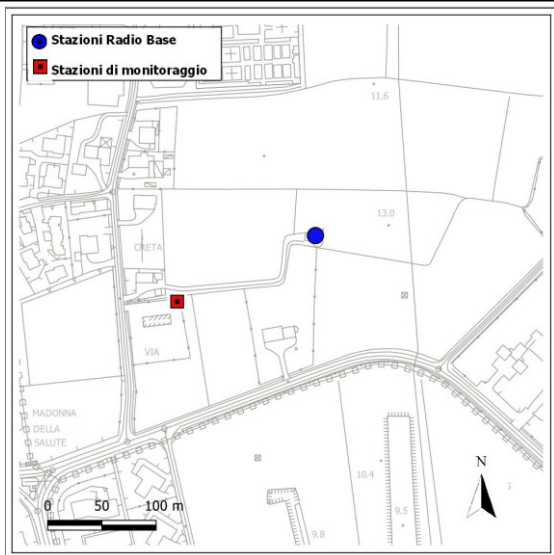 Stazioni Radio Base
Stazioni di monitoraggio
11.6
13.0
CRETA
VIA
MADONNA
DELLA
SALUTE
N
0 50 100 m
10.4
9.5
9.8